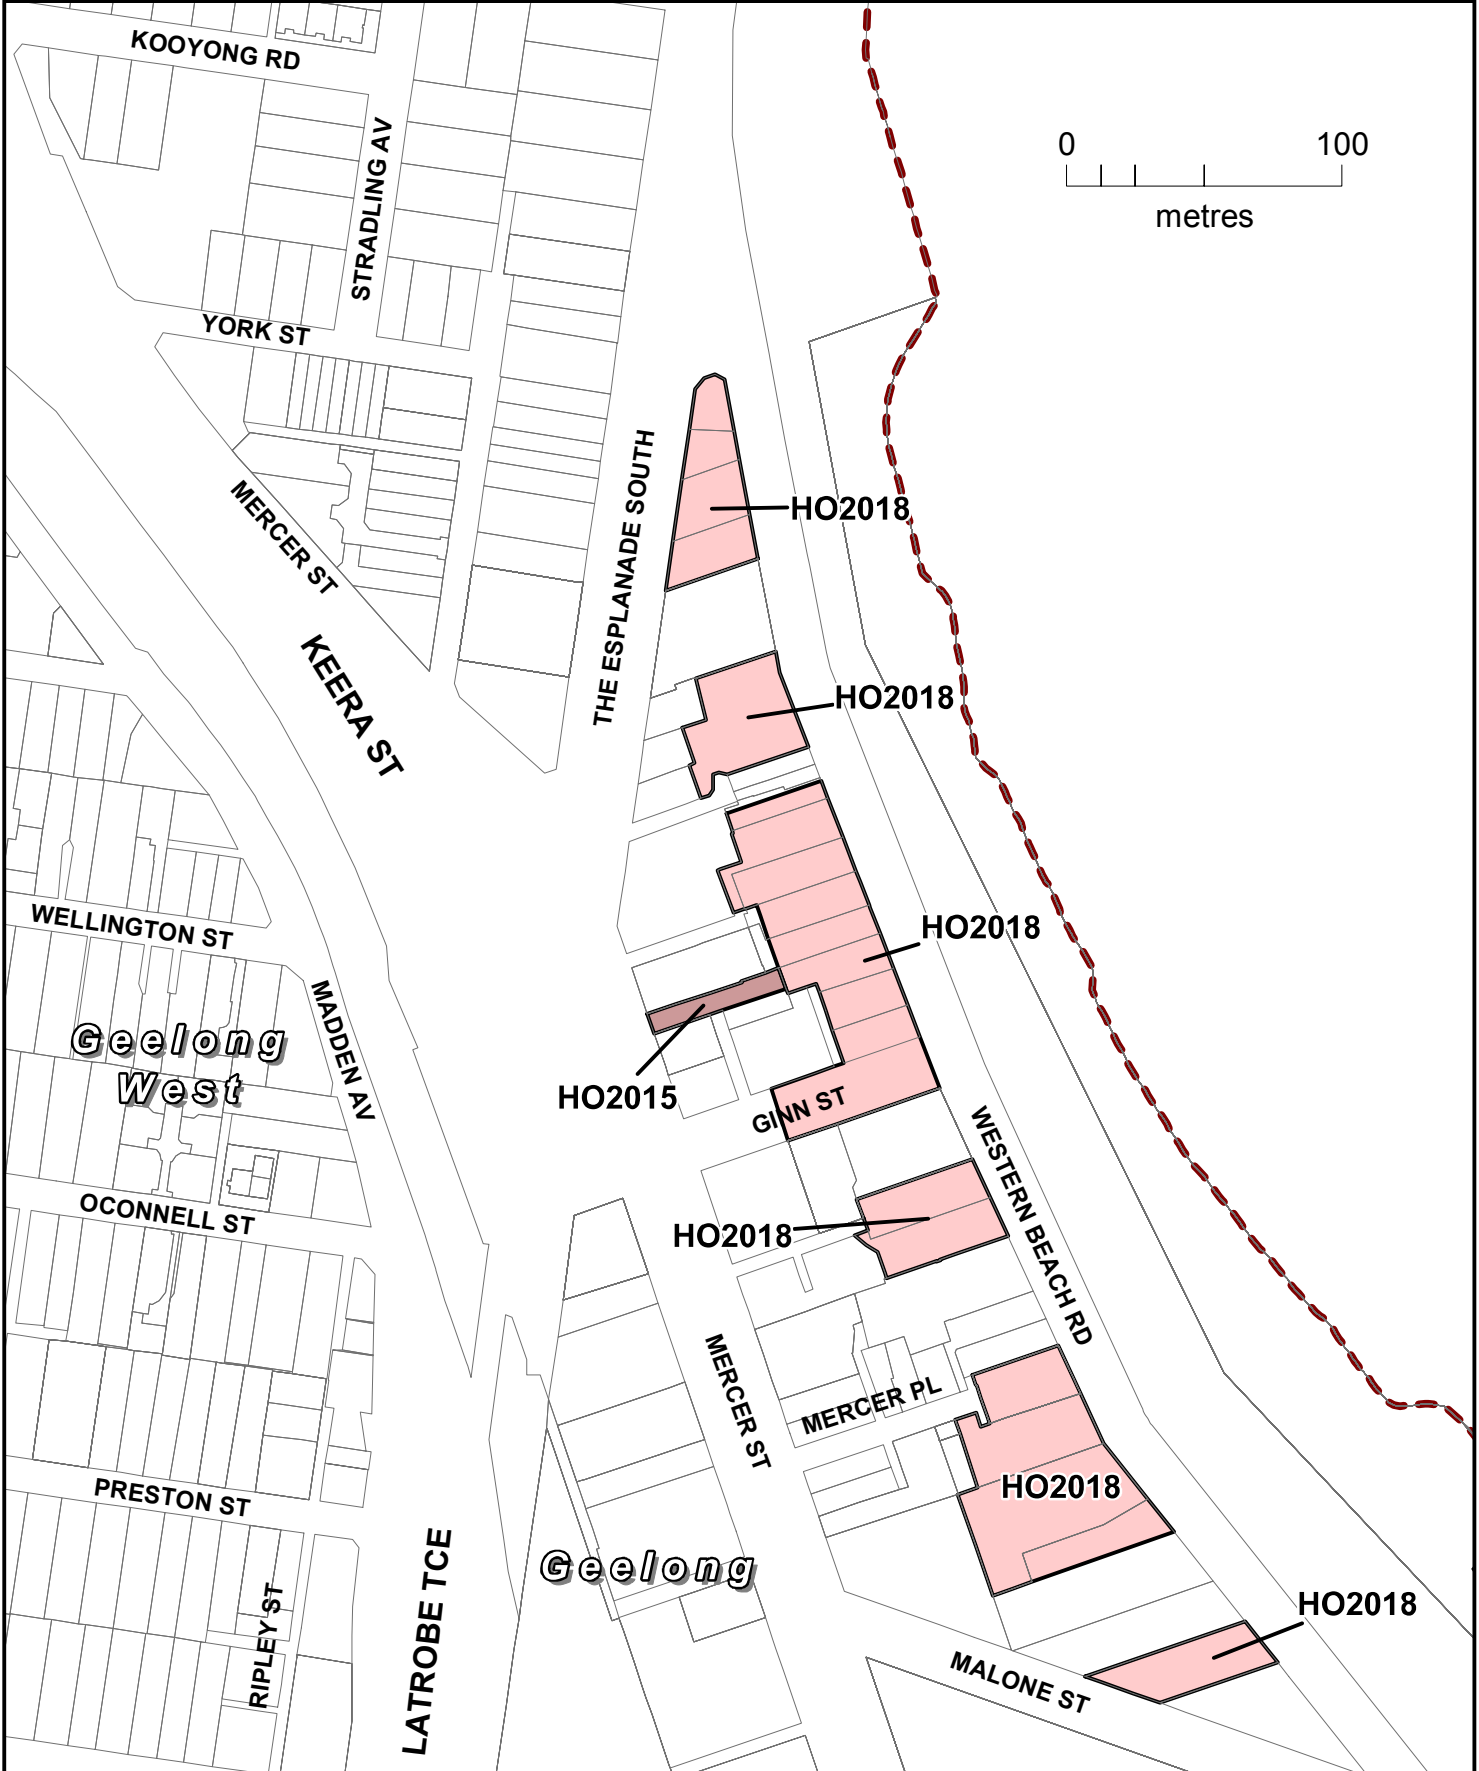 KOOYONG RD
0 100
metres
STRADLING AV
YORK ST
HO2018
THE ESPLANADE SOUTH
MERCER ST
KEERA ST
HO2018
WELLINGTON ST
HO2018
MADDEN AV
Geelong
West
HO2015
GINN ST
WESTERN BEACH RD
OCONNELL ST
HO2018
MERCER ST
MERCER PL
PRESTON ST
HO2018
LATROBE TCE
Geelong
RIPLEY ST
HO2018
MALONE ST